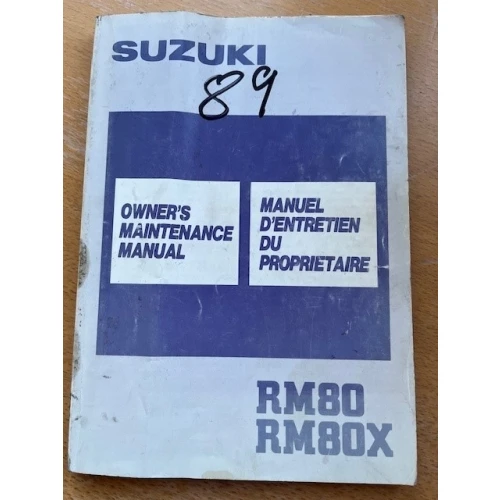 SUZUKI
89
OWNER'S
MAINTENANCE
MANUAL
MANUEL
D'ENTRETIEN
DU
PROPRIETAIRE
RM80
RM80X